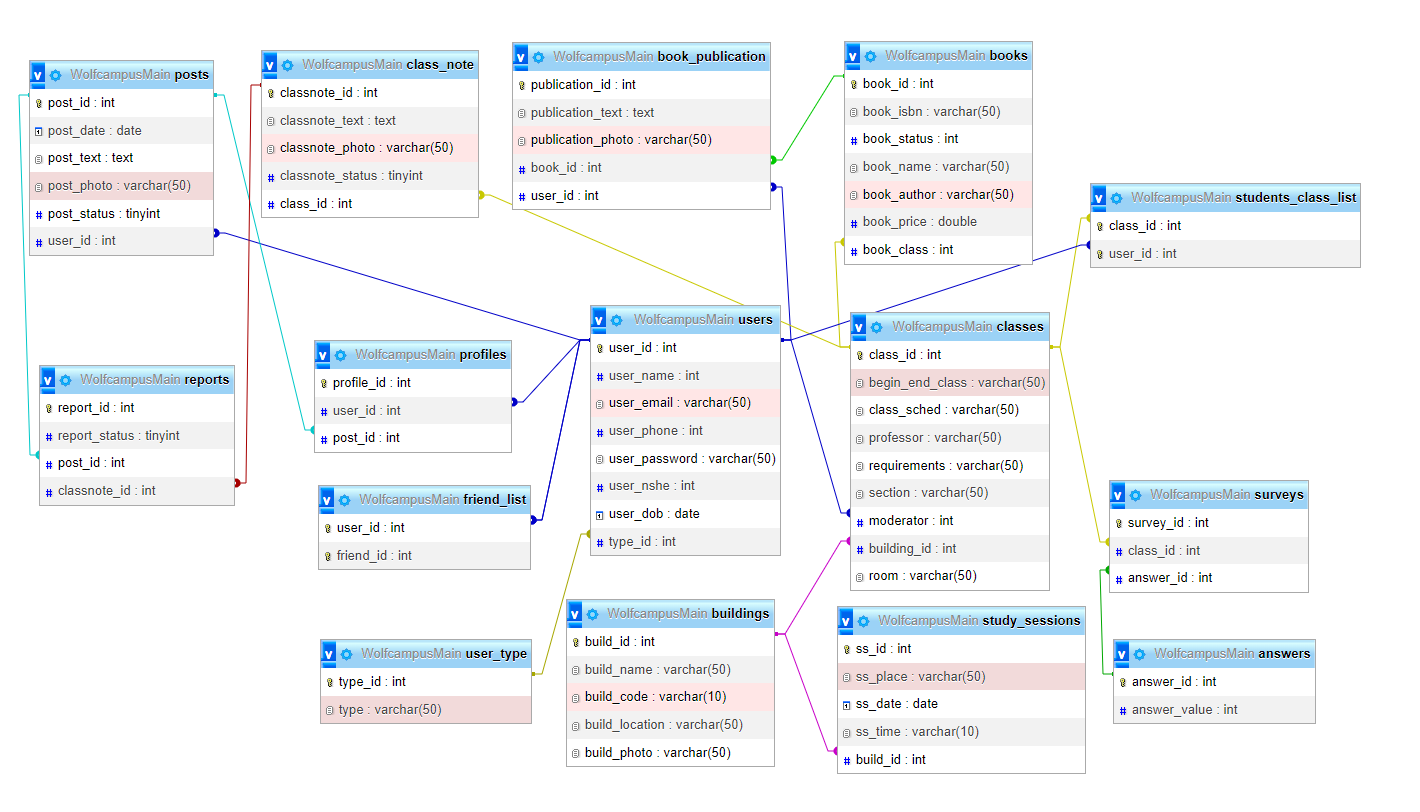 WolfcampusMain posts
post_id : int
post_date : date
post_text : text
post_photo : varchar(50)
post_status : tinyint
user_id : int
WolfcampusMain class_note
classnote_id : int
classnote_text : text
classnote_photo : varchar(50)
classnote_status : tinyint
class_id : int
WolfcampusMain book_publication
publication_id : int
publication_text : text
publication_photo : varchar(50)
book_id : int
user_id : int
WolfcampusMain books
book_id : int
book_isbn : varchar(50)
book_status : int
book_name : varchar(50)
book_author : varchar(50)
book_price : double
book_class : int
WolfcampusMain students_class_list
class_id : int
user_id : int
WolfcampusMain reports
report_id : int
report_status : tinyint
post_id : int
classnote_id : int
WolfcampusMain profiles
profile_id : int
user_id : int
post_id : int
WolfcampusMain friend_list
user_id : int
friend_id : int
WolfcampusMain user_type
type_id : int
type : varchar(50)
WolfcampusMain users
user_id : int
user_name : int
user_email : varchar(50)
user_phone : int
user_password : varchar(50)
user_nshe : int
user_dob : date
type_id : int
WolfcampusMain buildings
build_id : int
build_name : varchar(50)
build_code : varchar(10)
build_location : varchar(50)
build_photo : varchar(50)
WolfcampusMain classes
class_id : int
begin_end_class : varchar(50)
class_sched : varchar(50)
professor : varchar(50)
requirements : varchar(50)
section : varchar(50)
moderator : int
building_id : int
room : varchar(50)
WolfcampusMain study_sessions
ss_id : int
ss_place : varchar(50)
ss_date : date
ss_time : varchar(10)
build_id : int
WolfcampusMain surveys
survey_id : int
class_id : int
answer_id : int
WolfcampusMain answers
answer_id : int
answer_value : int